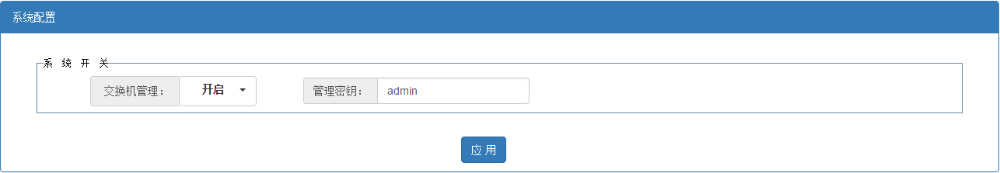 系统配置
系 统 开 关
交换机管理： 开启 管理密钥： admin
应 用